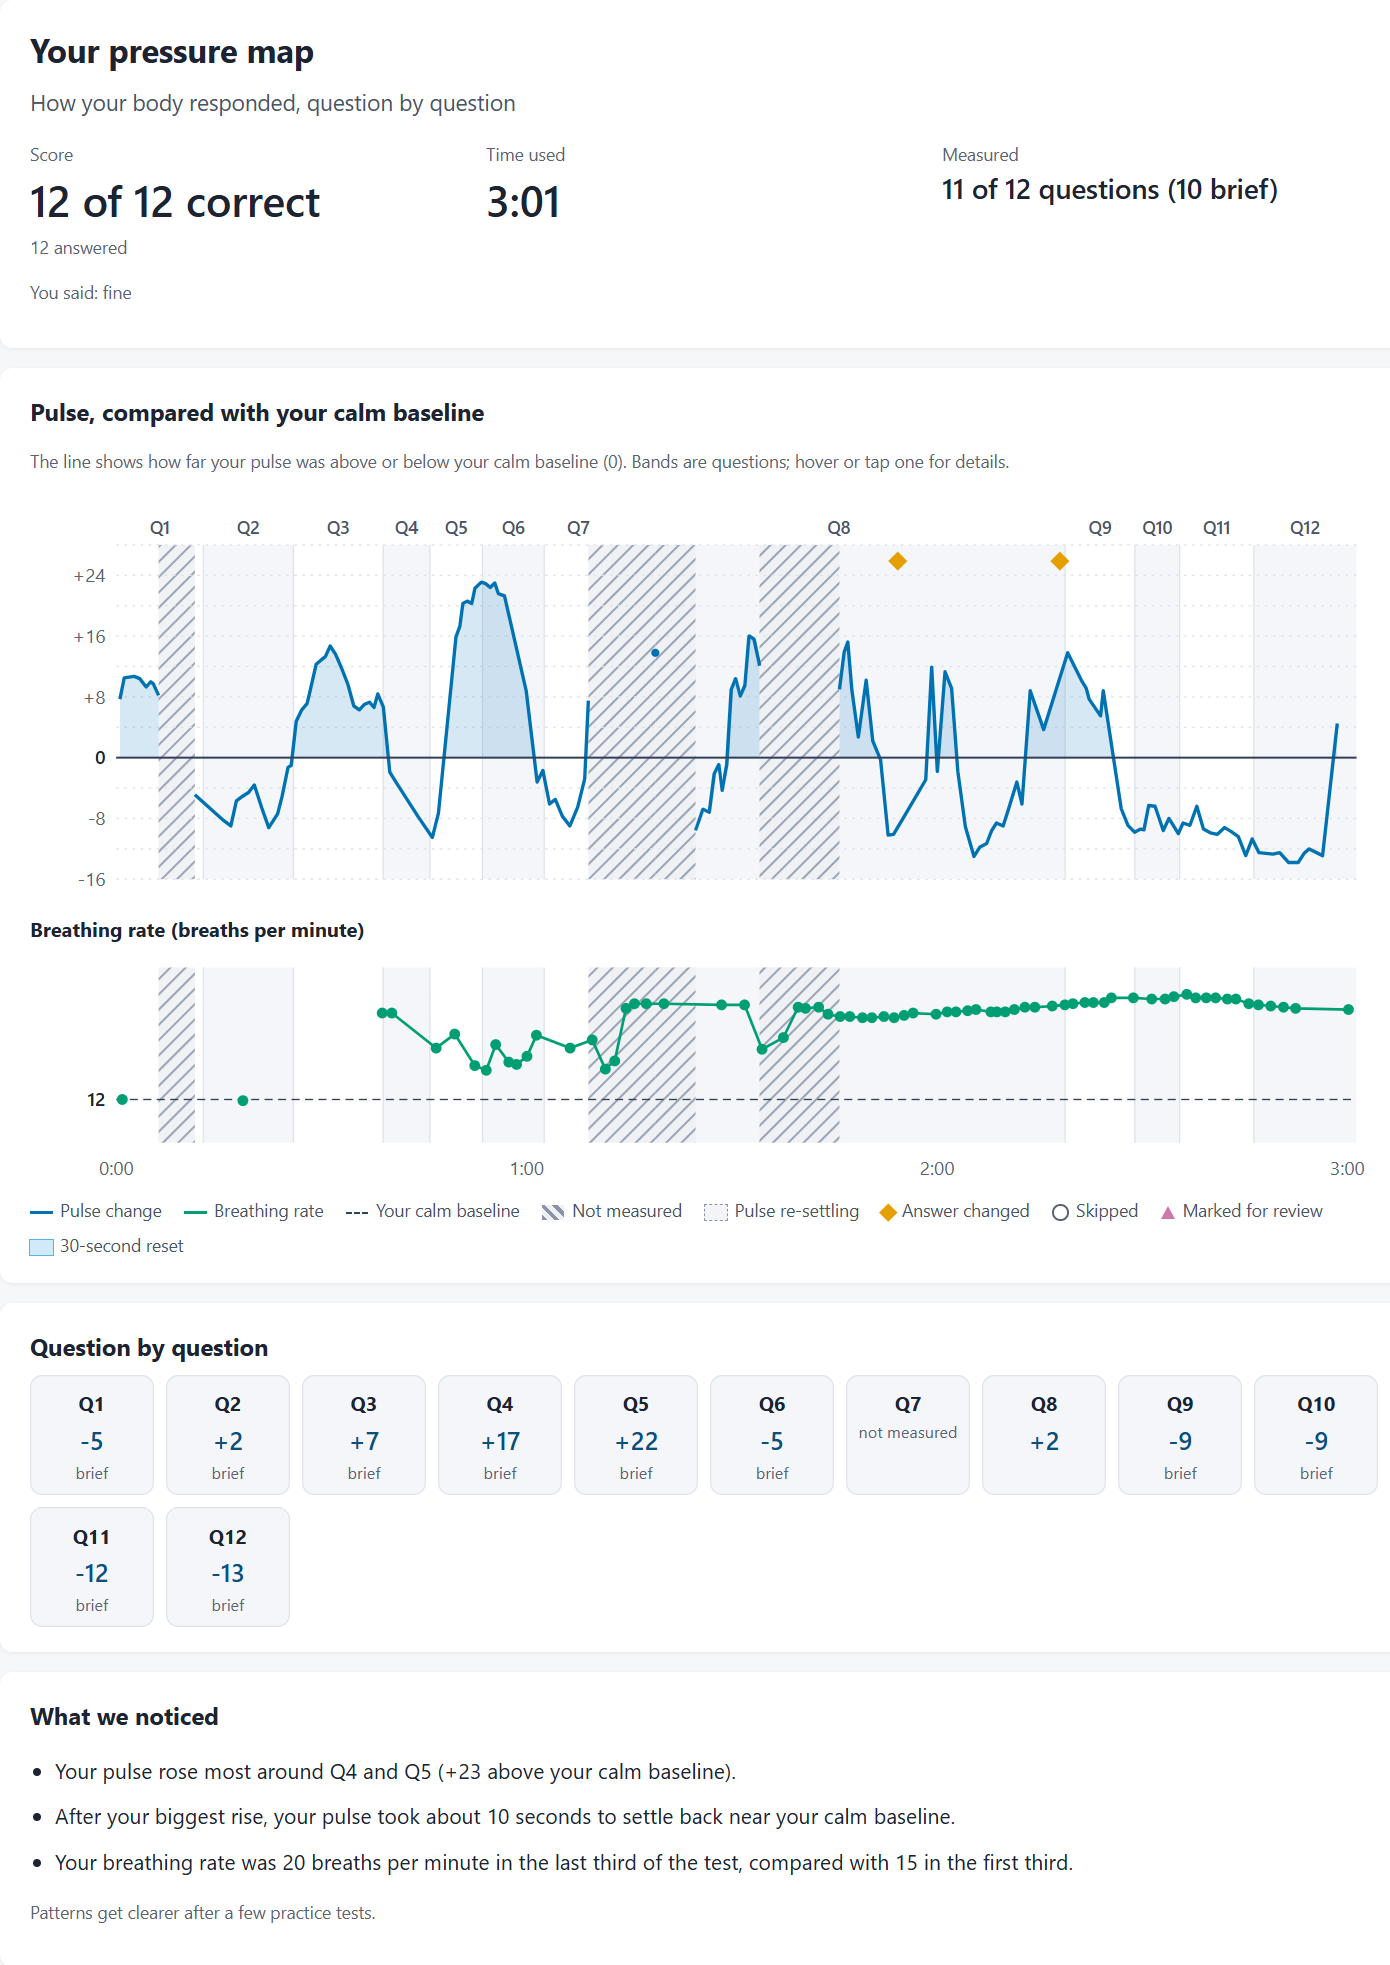 Your pressure map
How your body responded, question by question
Score
Time used
Measured
12 of 12 correct
3:01
11 of 12 questions (10 brief)
12 answered
You said: fine
Pulse, compared with your calm baseline
The line shows how far your pulse was above or below your calm baseline (0). Bands are questions; hover or tap one for details.
Q1 Q2 Q3 Q4 Q5 Q6 Q7 Q8 Q9 Q10 Q11 Q12
+24
+16
+8
0
-8
-16
Breathing rate (breaths per minute)
12
0:00 1:00 2:00 3:00
Pulse change Breathing rate Your calm baseline Not measured Pulse re-settling Answer changed Skipped Marked for review
30-second reset
Question by question
Q1 Q2 Q3 Q4 Q5 Q6 Q7 Q8 Q9 Q10
-5 +2 +7 +17 +22 -5 not measured +2 -9 -9
brief brief brief brief brief brief brief brief
Q11 Q12
-12 -13
brief brief
What we noticed
• Your pulse rose most around Q4 and Q5 (+23 above your calm baseline).
• After your biggest rise, your pulse took about 10 seconds to settle back near your calm baseline.
• Your breathing rate was 20 breaths per minute in the last third of the test, compared with 15 in the first third.
Patterns get clearer after a few practice tests.